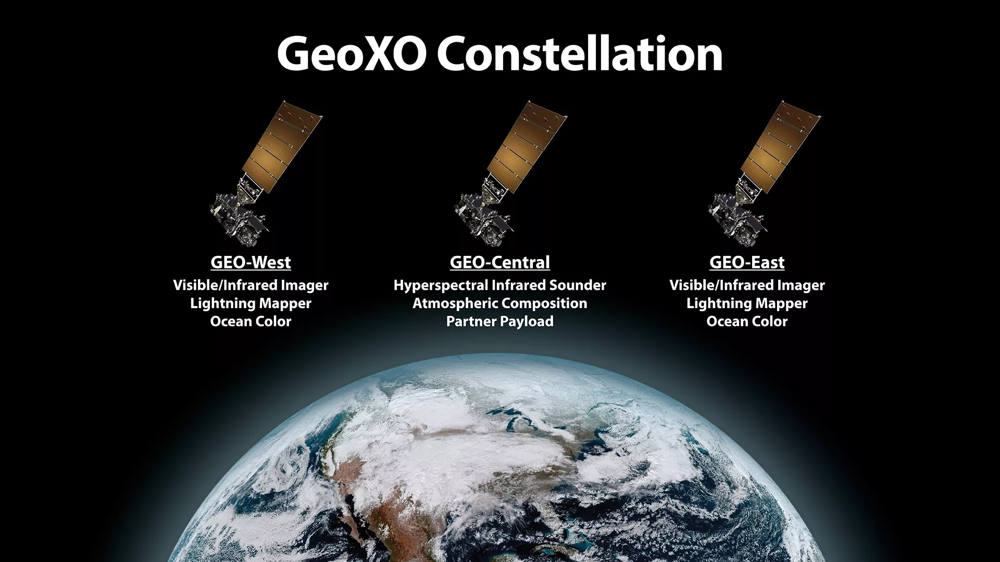 GeoXO Constellation
GEO-West
Visible/Infrared Imager
Lightning Mapper
Ocean Color
GEO-Central
Hyperspectral Infrared Sounder
Atmospheric Composition
Partner Payload
GEO-East
Visible/Infrared Imager
Lightning Mapper
Ocean Color